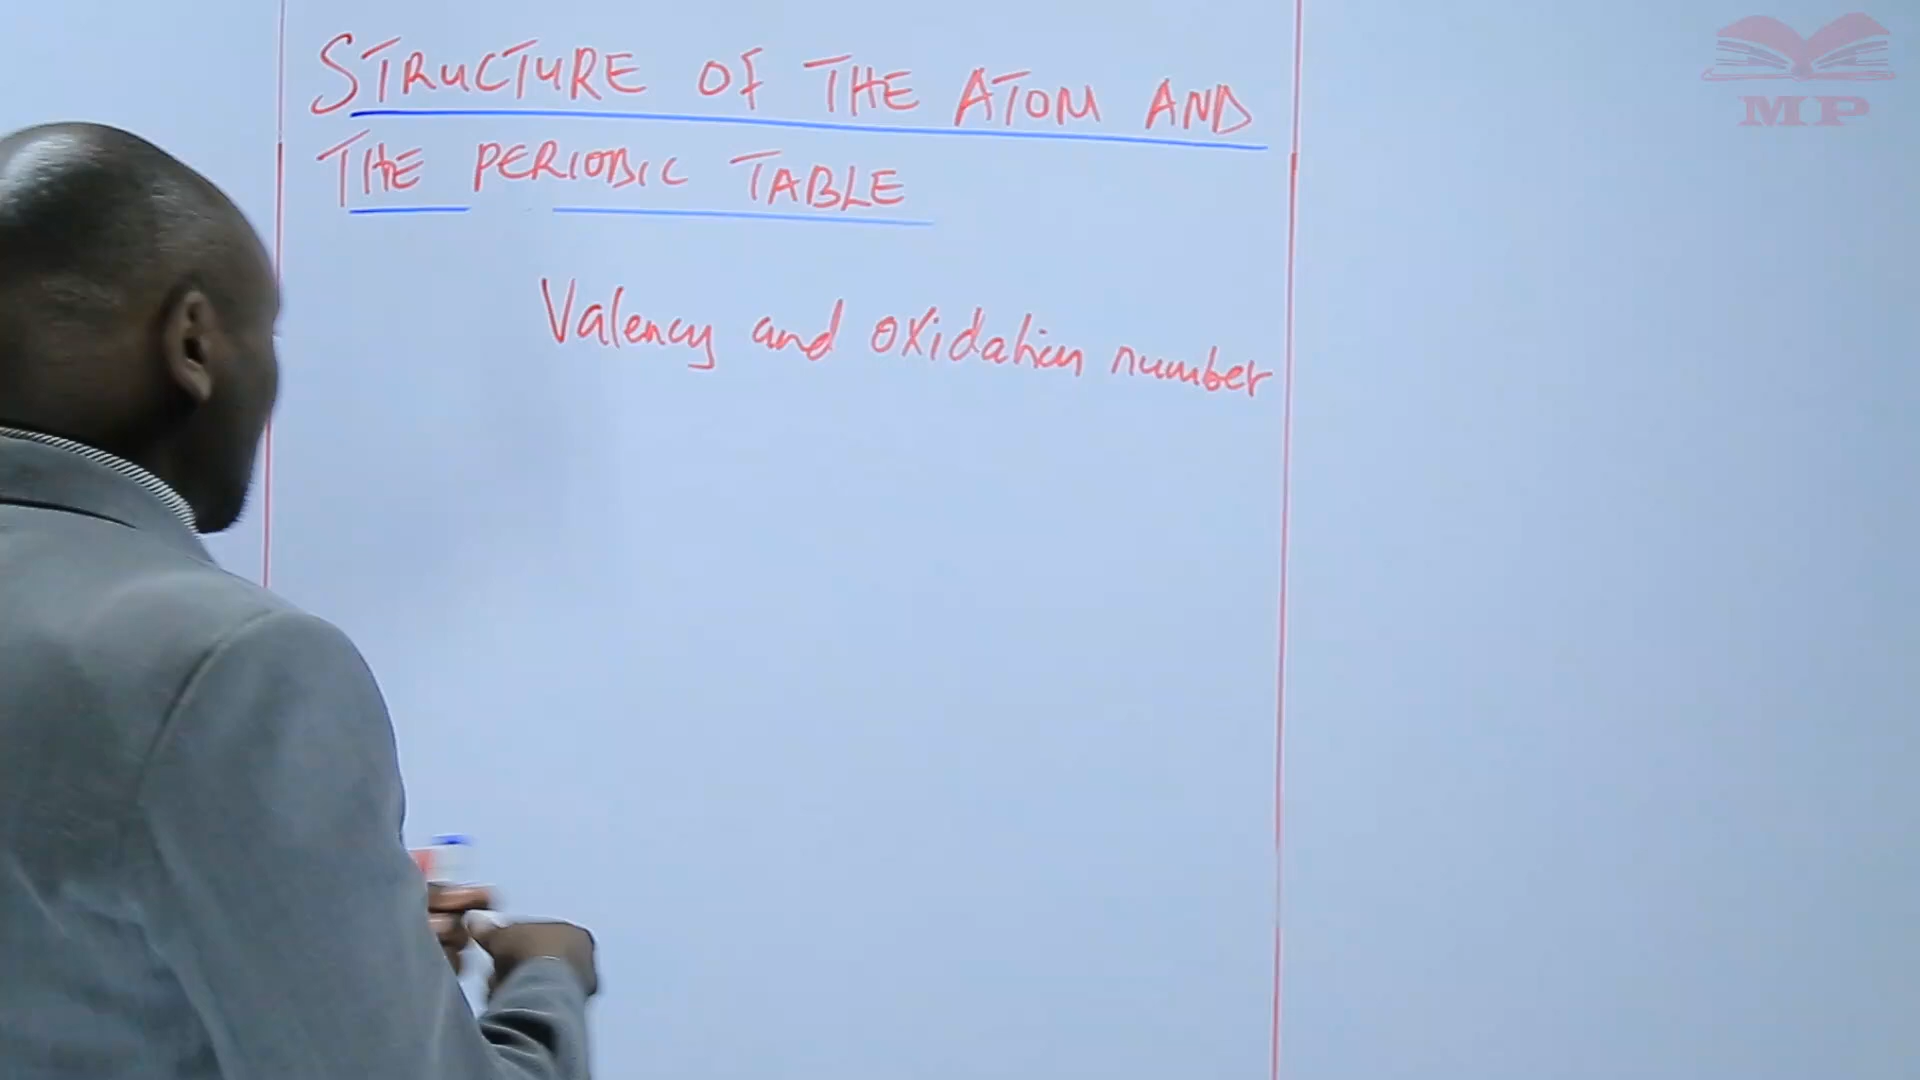 STRUCTURE OF THE ATOM AND
THE PERIODIC TABLE
Valency and oxidation number
MP